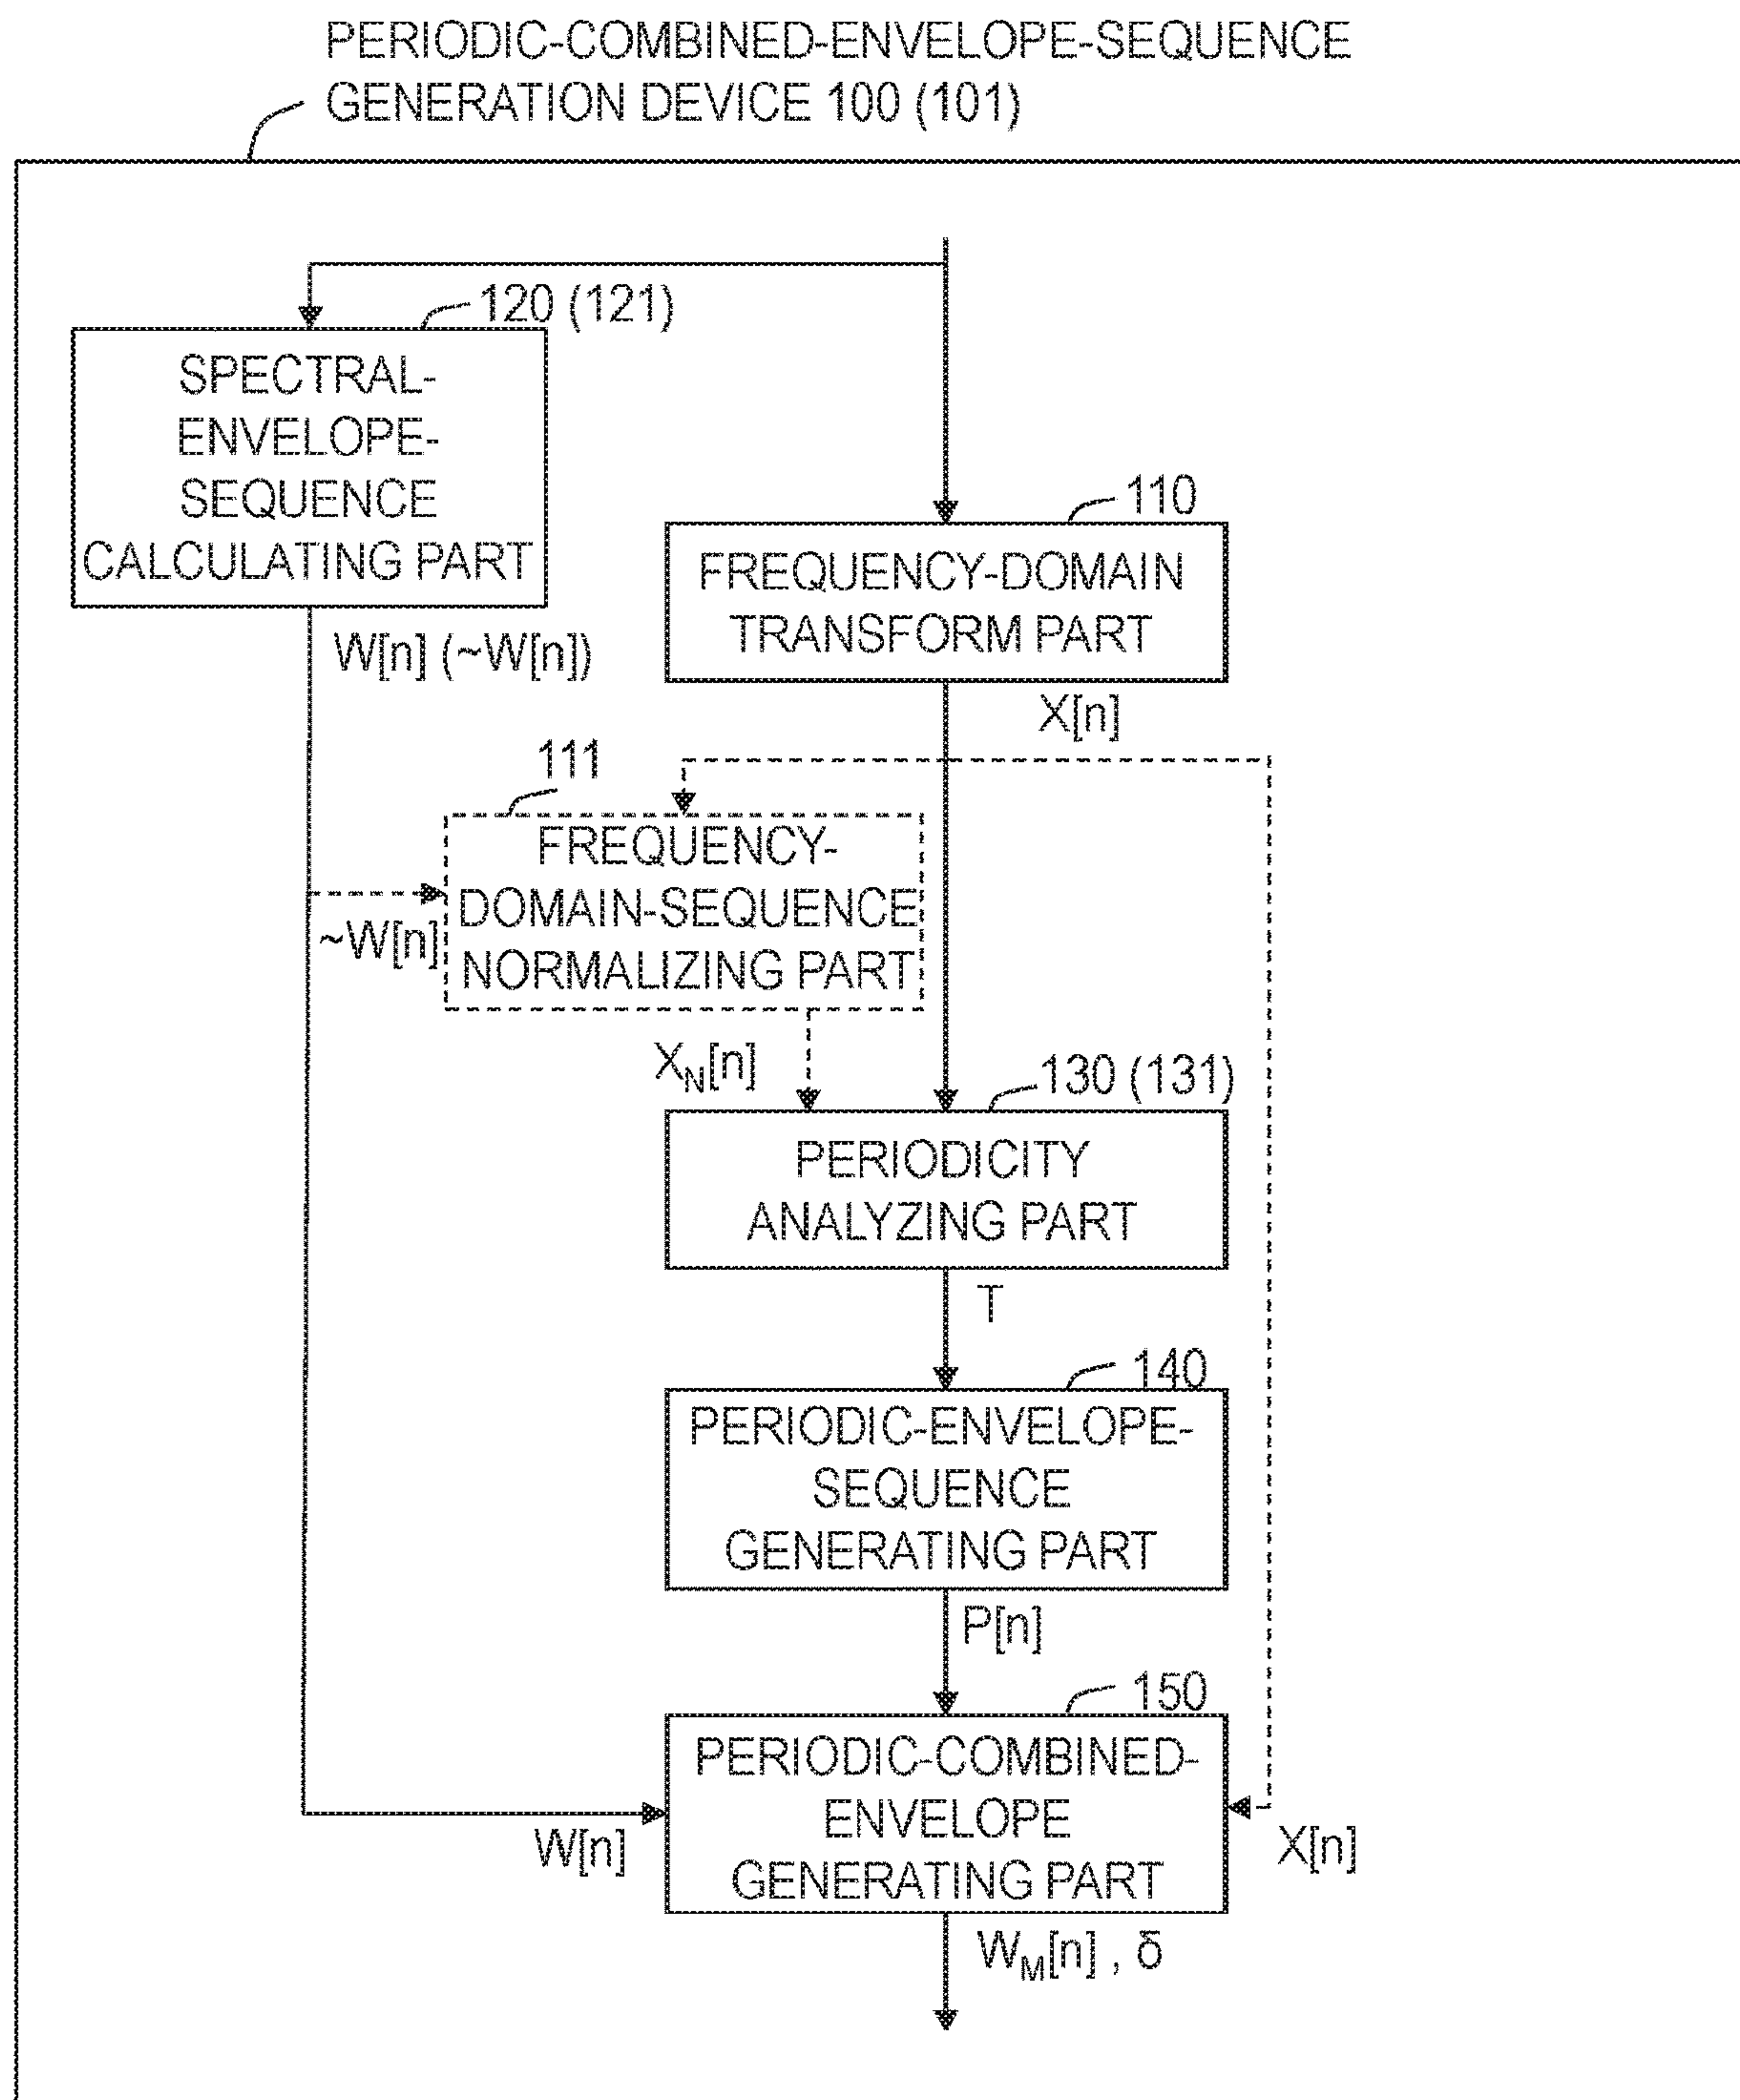 PERIODIC-COMBINED-ENVELOPE-SEQUENCE
GENERATION DEVICE 100 (101)
120 (121)
SPECTRAL-
ENVELOPE-
SEQUENCE
CALCULATING PART
110
FREQUENCY-DOMAIN
TRANSFORM PART
W[n] (~W[n])
X[n]
111
FREQUENCY-
DOMAIN-SEQUENCE
NORMALIZING PART
~W[n]
X_N[n]
130 (131)
PERIODICITY
ANALYZING PART
T
140
PERIODIC-ENVELOPE-
SEQUENCE
GENERATING PART
P[n]
150
PERIODIC-COMBINED-
ENVELOPE
GENERATING PART
W[n]
X[n]
W_M[n] , δ